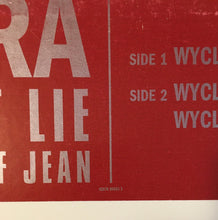 RA
T LIE
F JEAN
SIDE 1 WYCL
SIDE 2 WYCL
WYCL